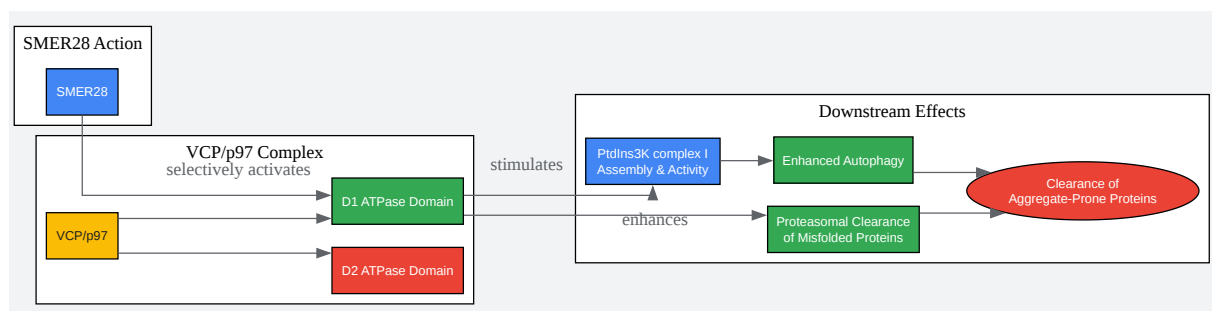 SMER28 Action
SMER28
VCP/p97 Complex
selectively activates
D1 ATPase Domain
VCP/p97
D2 ATPase Domain
stimulates
enhances
Downstream Effects
PtdIns3K complex I
Assembly & Activity
Enhanced Autophagy
Proteasomal Clearance
of Misfolded Proteins
Clearance of
Aggregate-Prone Proteins